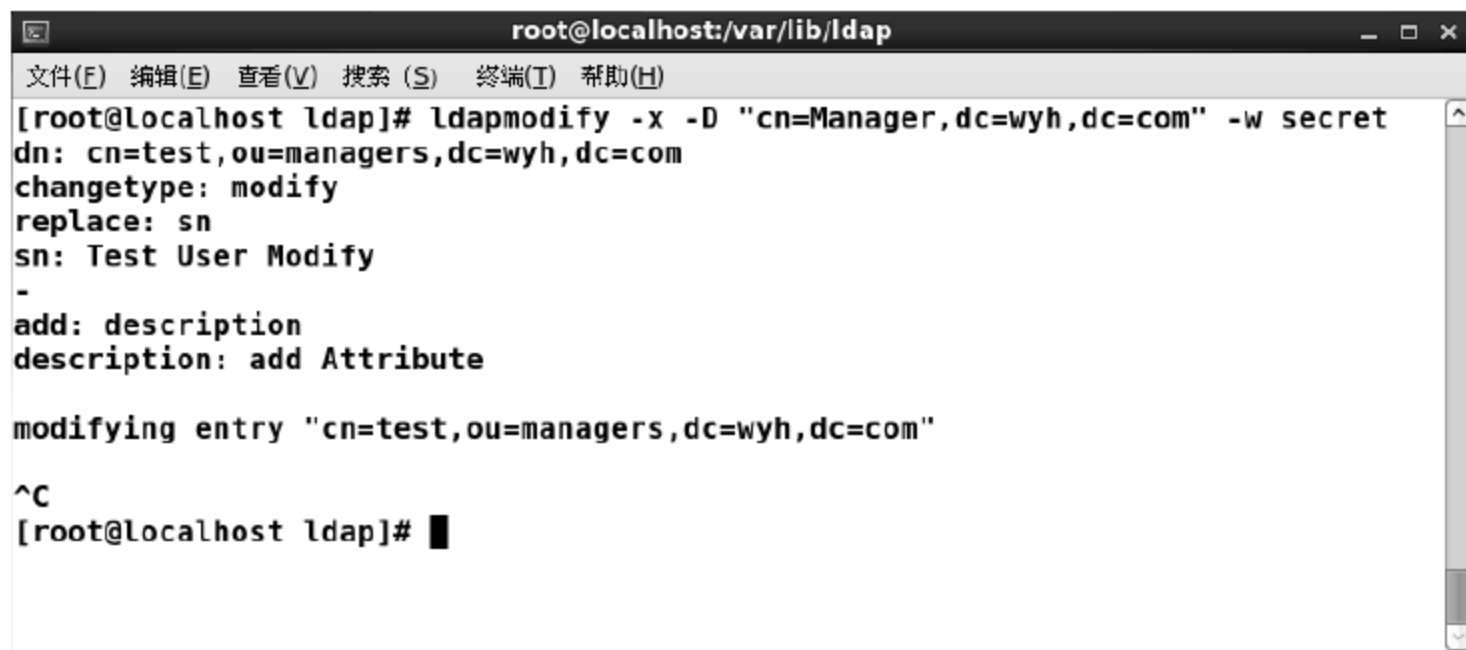 root@localhost:/var/lib/ldap
文件(F) 编辑(E) 查看(V) 搜索 (S) 终端(T) 帮助(H)
[root@localhost ldap]# ldapmodify -x -D "cn=Manager,dc=wyh,dc=com" -w secret
dn: cn=test,ou=managers,dc=wyh,dc=com
changetype: modify
replace: sn
sn: Test User Modify
-
add: description
description: add Attribute
modifying entry "cn=test,ou=managers,dc=wyh,dc=com"
^C
[root@localhost ldap]#